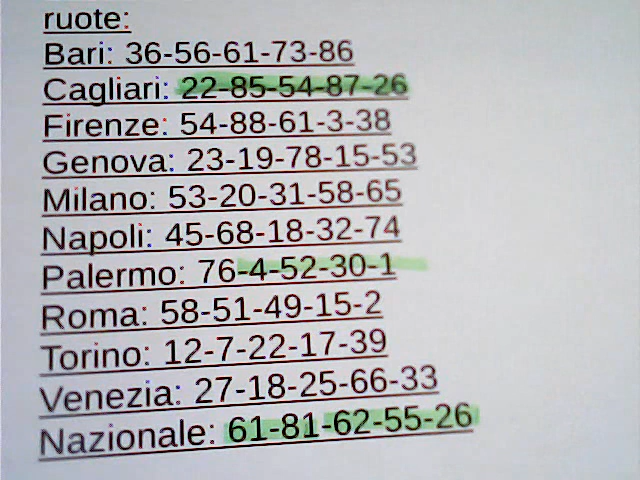 ruote:
Bari: 36-56-61-73-86
Cagliari: 22-85-54-87-26
Firenze: 54-88-61-3-38
Genova: 23-19-78-15-53
Milano: 53-20-31-58-65
Napoli: 45-68-18-32-74
Palermo: 76-4-52-30-1
Roma: 58-51-49-15-2
Torino: 12-7-22-17-39
Venezia: 27-18-25-66-33
Nazionale: 61-81-62-55-26